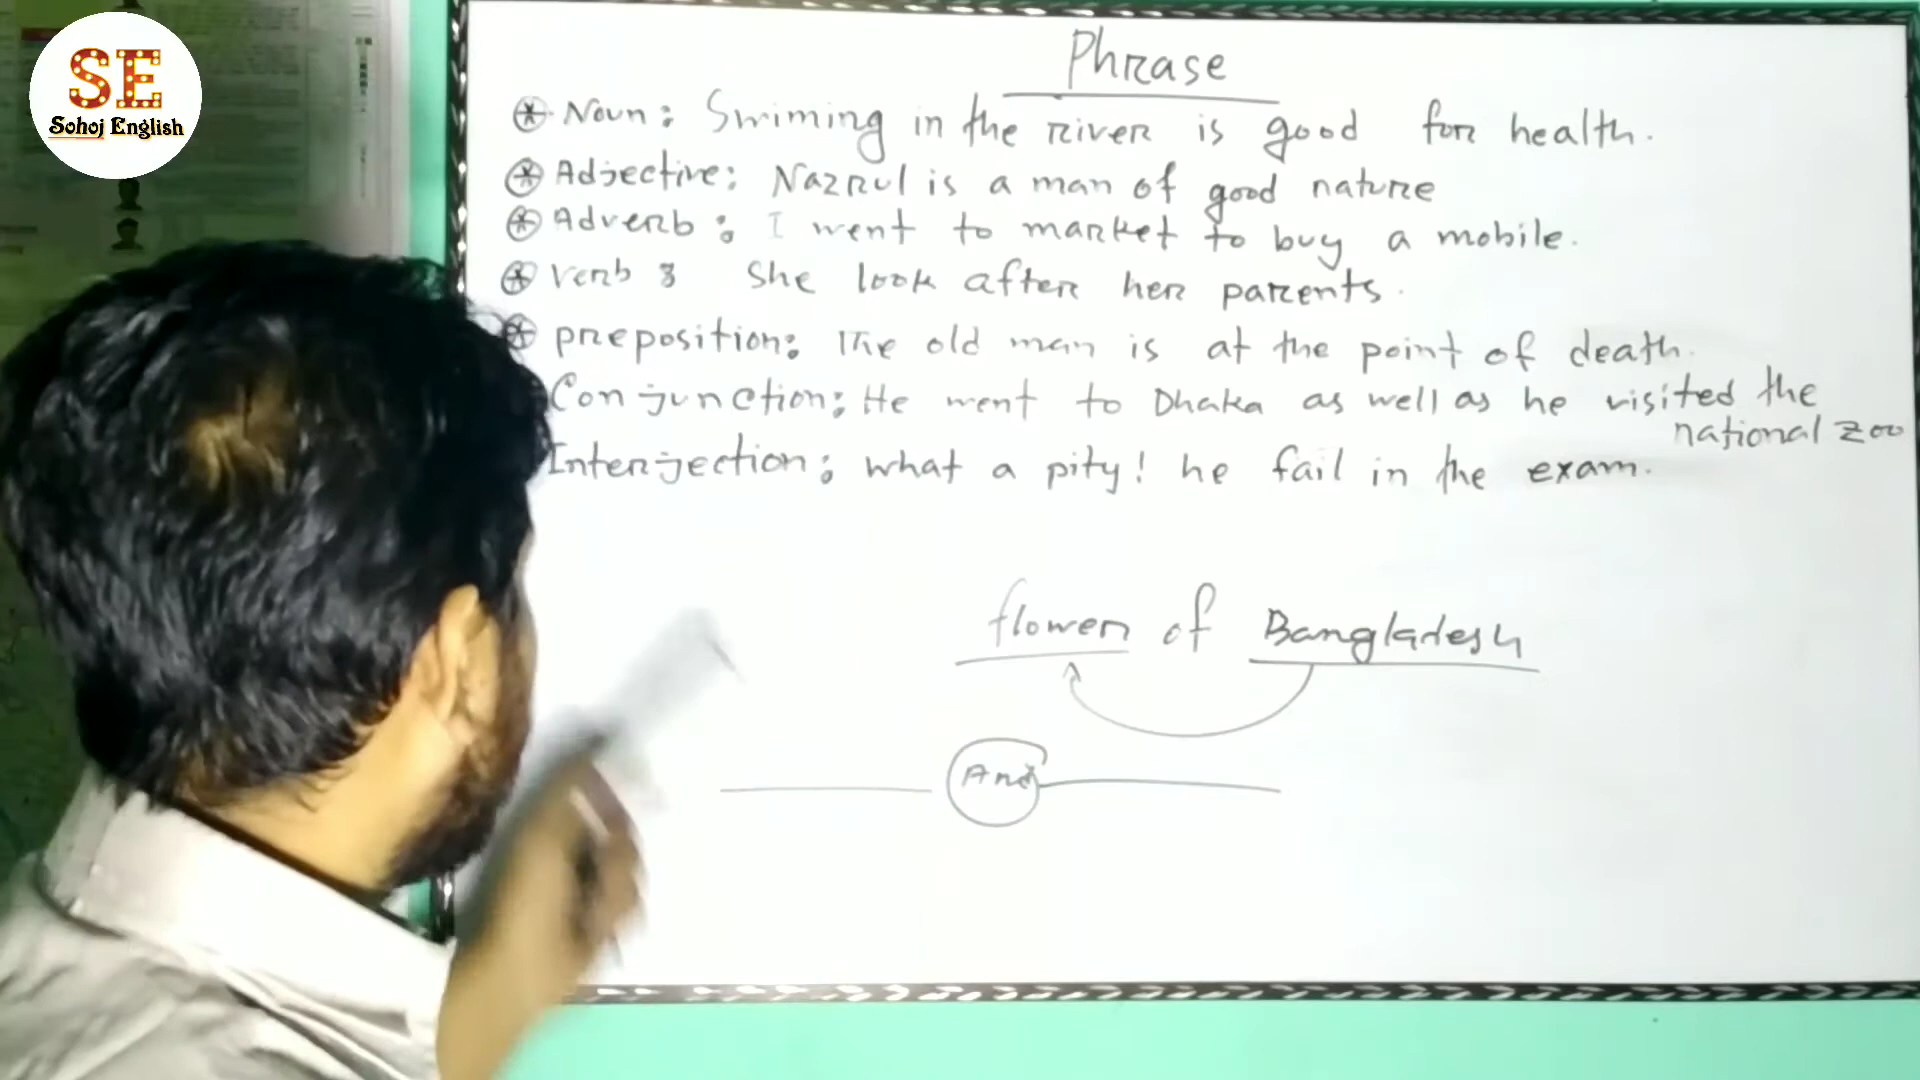 SE
Sohoj English
Phrase
Noun: Swiming in the river is good for health.
Adjective: Nazrul is a man of good nature
Adverb: I went to market to buy a mobile.
Verb: She look after her parents.
preposition: The old man is at the point of death.
Conjunction: He went to Dhaka as well as he visited the
national zoo
Interjection: what a pity! he fail in the exam.
flower of Bangladesh
And